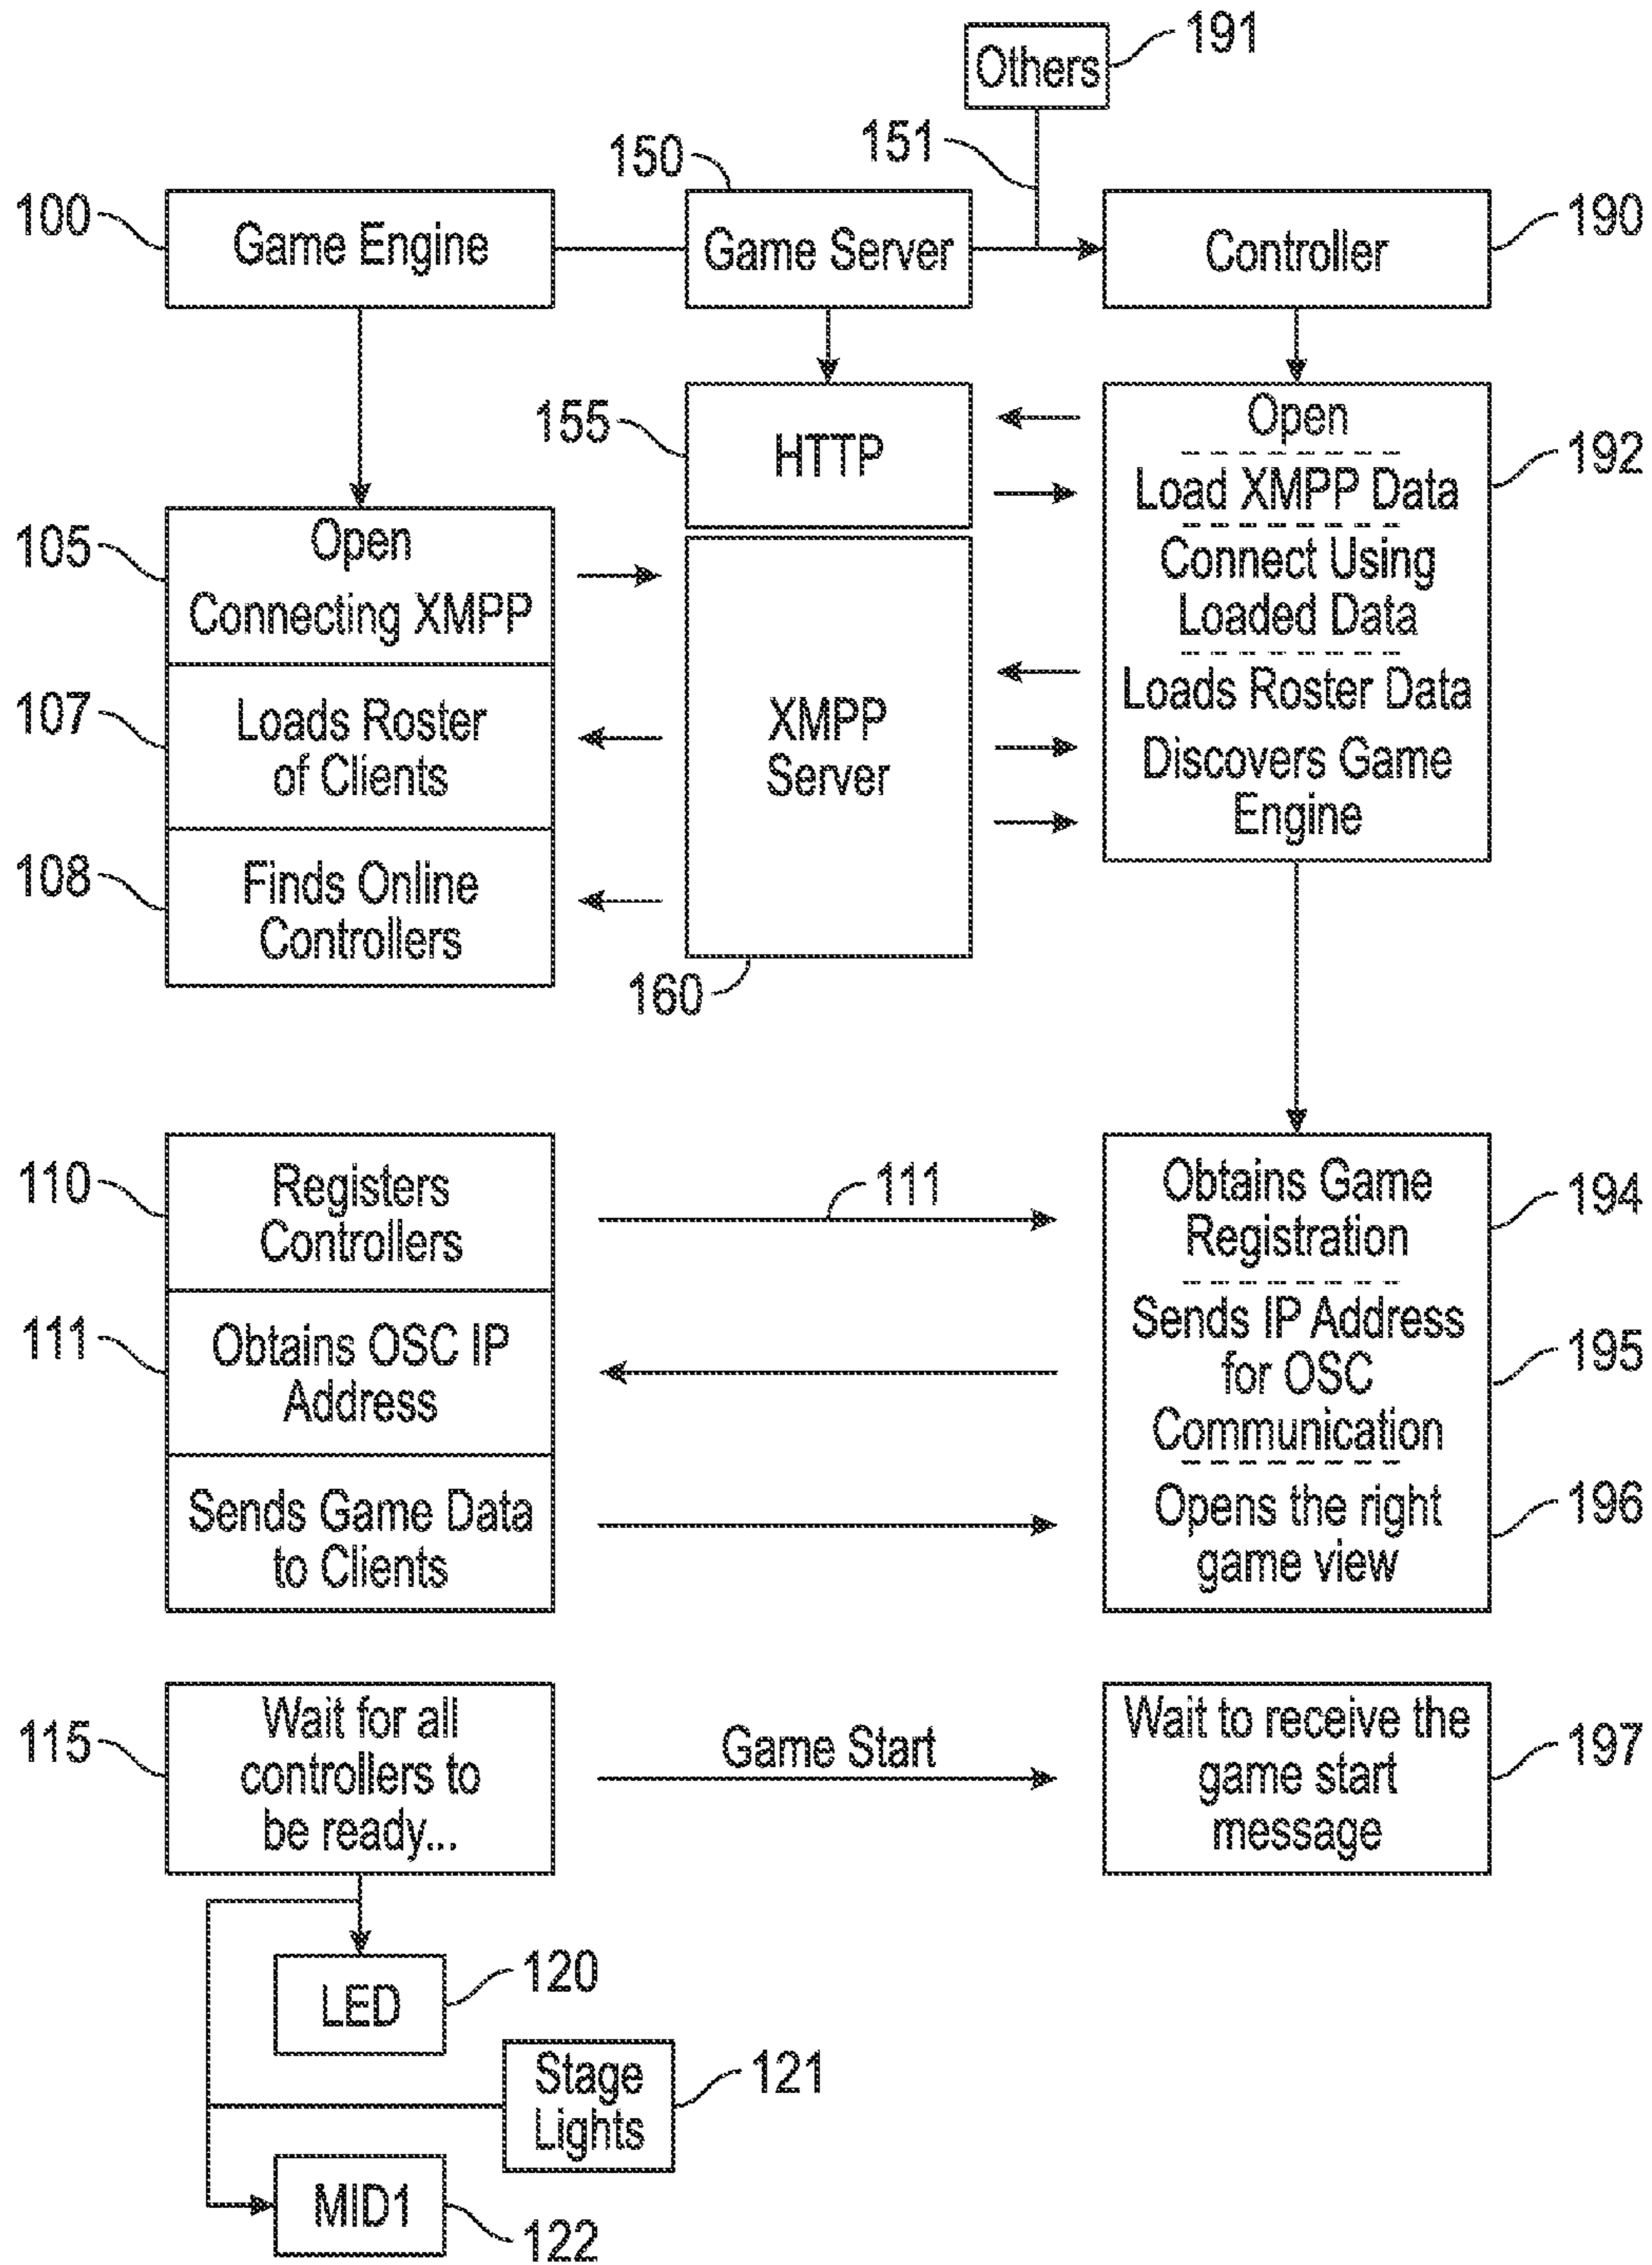 Others
191
150
151
100
Game Engine
Game Server
Controller
190
155
HTTP
Open
192
Load XMPP Data
Connect Using
Loaded Data
Loads Roster Data
Discovers Game
Engine
105
Open
Connecting XMPP
107
Loads Roster
of Clients
108
Finds Online
Controllers
XMPP
Server
160
110
Registers
Controllers
111
Obtains Game
Registration
194
111
Obtains OSC IP
Address
Sends IP Address
for OSC
Communication
195
Sends Game Data
to Clients
Opens the right
game view
196
115
Wait for all
controllers to
be ready...
Game Start
Wait to receive the
game start
message
197
LED
120
Stage
Lights
121
MID1
122